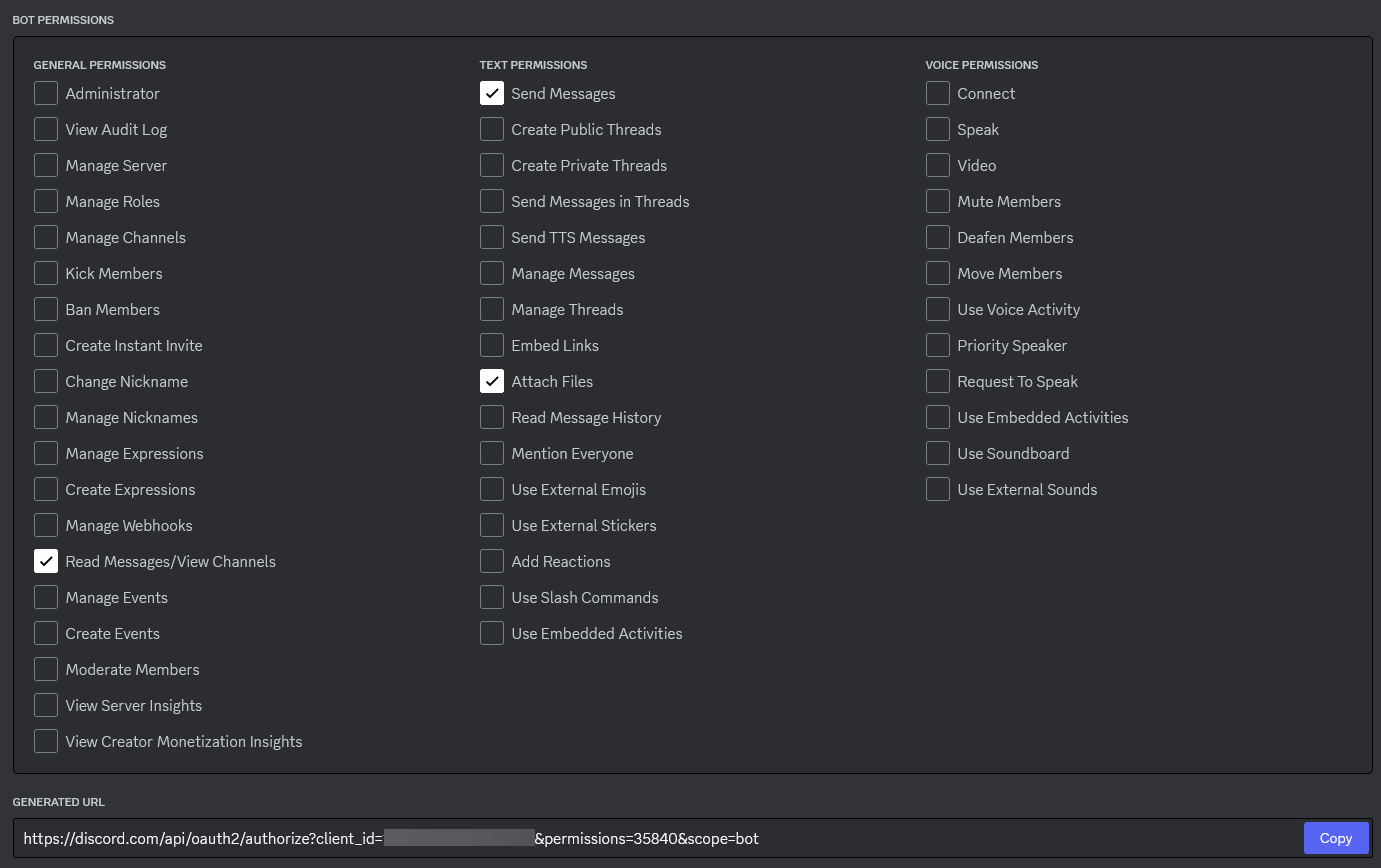 BOT PERMISSIONS
GENERAL PERMISSIONS
Administrator
View Audit Log
Manage Server
Manage Roles
Manage Channels
Kick Members
Ban Members
Create Instant Invite
Change Nickname
Manage Nicknames
Manage Expressions
Create Expressions
Manage Webhooks
Read Messages/View Channels
Manage Events
Create Events
Moderate Members
View Server Insights
View Creator Monetization Insights
TEXT PERMISSIONS
Send Messages
Create Public Threads
Create Private Threads
Send Messages in Threads
Send TTS Messages
Manage Messages
Manage Threads
Embed Links
Attach Files
Read Message History
Mention Everyone
Use External Emojis
Use External Stickers
Add Reactions
Use Slash Commands
Use Embedded Activities
VOICE PERMISSIONS
Connect
Speak
Video
Mute Members
Deafen Members
Move Members
Use Voice Activity
Priority Speaker
Request To Speak
Use Embedded Activities
Use Soundboard
Use External Sounds
GENERATED URL
https://discord.com/api/oauth2/authorize?client_id= &permissions=35840&scope=bot
Copy